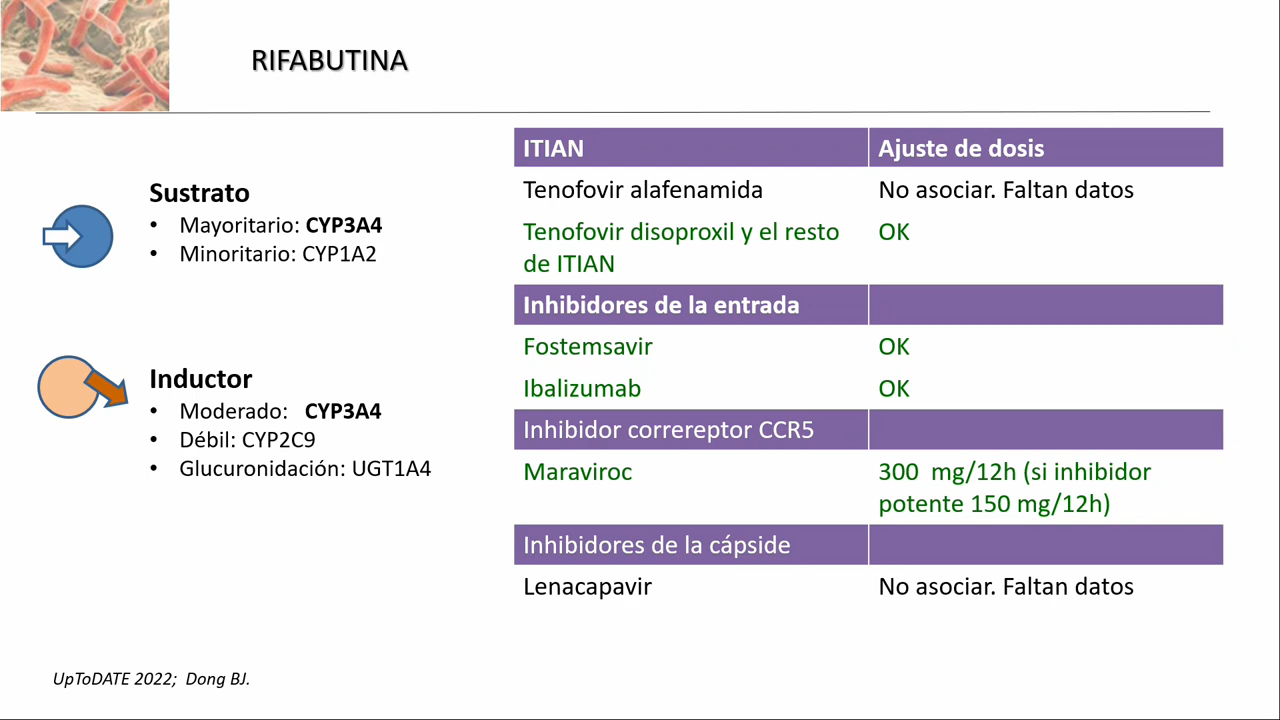 RIFABUTINA
Sustrato
• Mayoritario: CYP3A4
• Minoritario: CYP1A2
Inductor
• Moderado: CYP3A4
• Débil: CYP2C9
• Glucuronidación: UGT1A4
ITIAN Ajuste de dosis
Tenofovir alafenamida No asociar. Faltan datos
Tenofovir disoproxil y el resto OK
de ITIAN
Inhibidores de la entrada
Fostemsavir OK
Ibalizumab OK
Inhibidor correreptor CCR5
Maraviroc 300 mg/12h (si inhibidor
potente 150 mg/12h)
Inhibidores de la cápside
Lenacapavir No asociar. Faltan datos
UpToDATE 2022; Dong BJ.